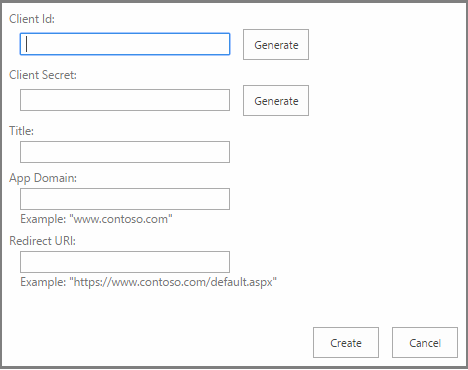 Client Id:
Generate
Client Secret:
Generate
Title:
App Domain:
Example: "www.contoso.com"
Redirect URI:
Example: "https://www.contoso.com/default.aspx"
Create Cancel